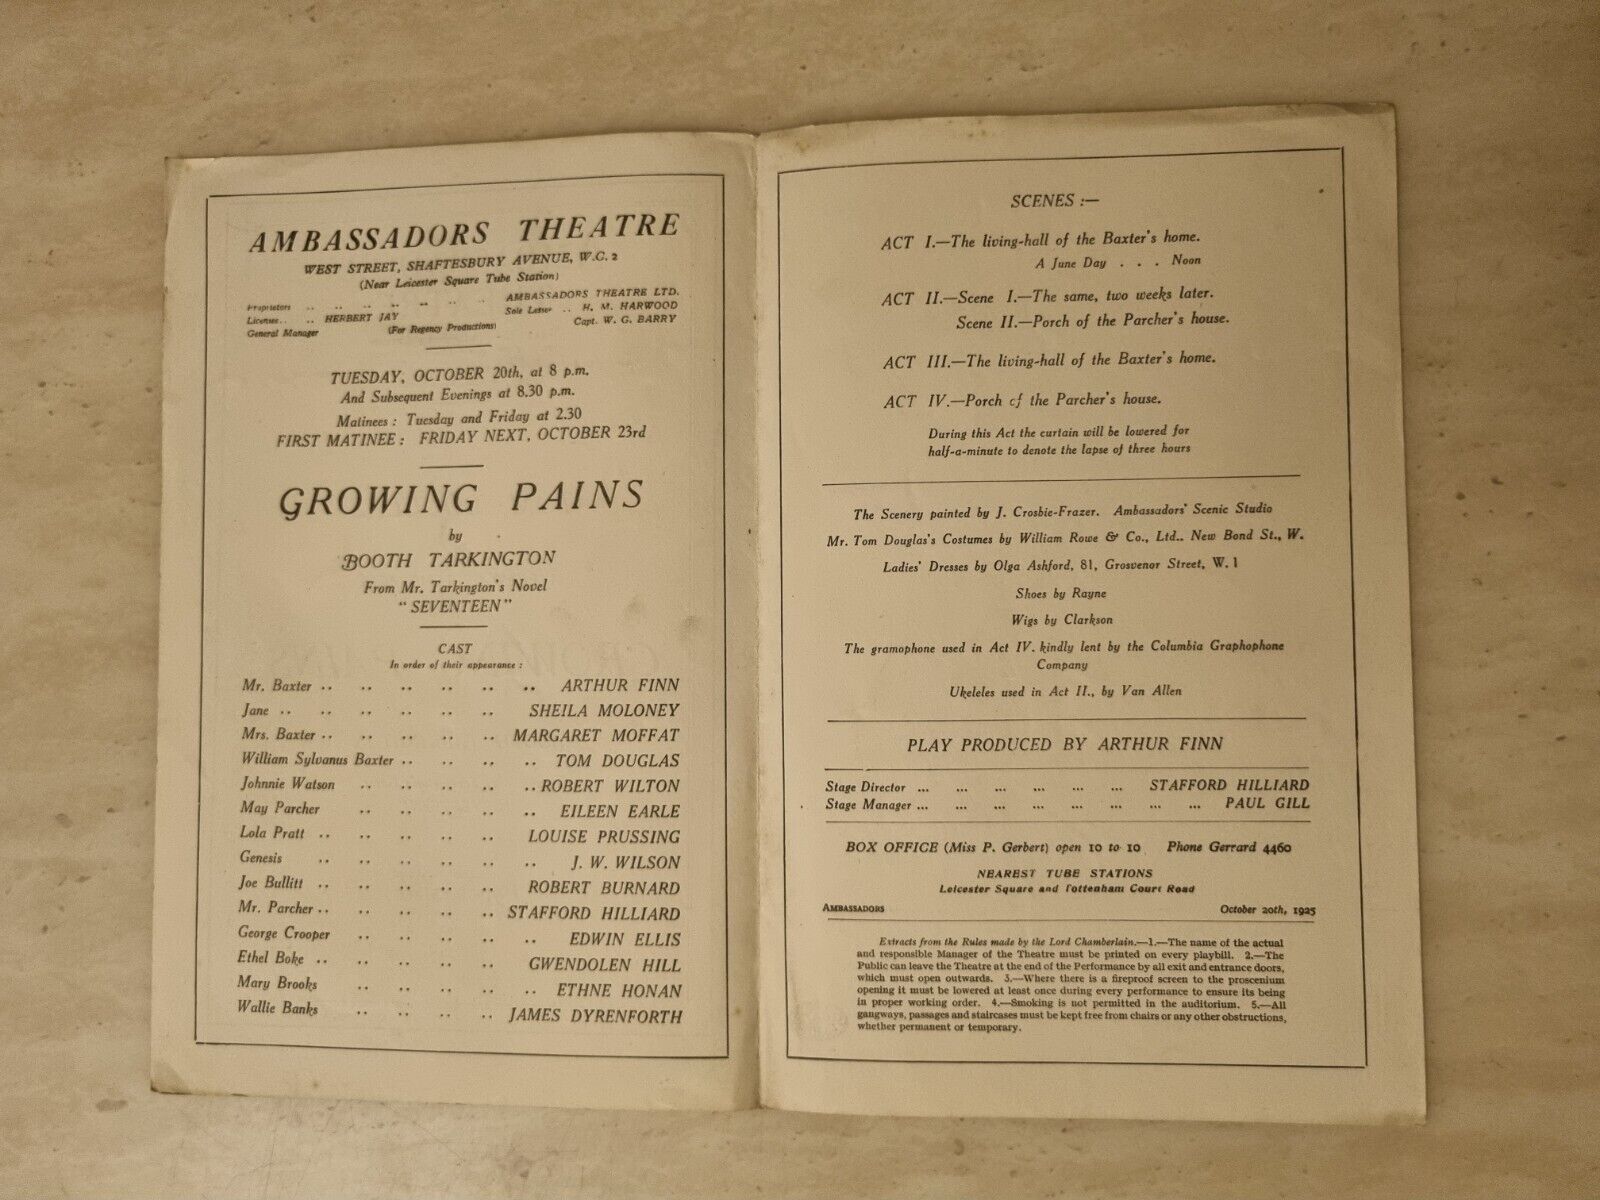 AMBASSADORS THEATRE
WEST STREET, SHAFTESBURY AVENUE, W.C. 2
(Near Leicester Square Tube Station)
Proprietors .. .. .. .. .. .. AMBASSADORS THEATRE LTD.
Licensee .. .. HERBERT JAY Sole Lessee .. H. M. HARWOOD
General Manager (For Regency Productions) Capt. W. G. BARRY
TUESDAY, OCTOBER 20th, at 8 p.m.
And Subsequent Evenings at 8.30 p.m.
Matinees : Tuesday and Friday at 2.30
FIRST MATINEE : FRIDAY NEXT, OCTOBER 23rd
GROWING PAINS
by
BOOTH TARKINGTON
From Mr. Tarkington's Novel
"SEVENTEEN"
CAST
In order of their appearance :
Mr. Baxter .. .. .. .. .. .. ARTHUR FINN
Jane .. .. .. .. .. .. SHEILA MOLONEY
Mrs. Baxter .. .. .. .. .. MARGARET MOFFAT
William Sylvanus Baxter .. .. .. .. TOM DOUGLAS
Johnnie Watson .. .. .. .. .. ROBERT WILTON
May Parcher .. .. .. .. .. EILEEN EARLE
Lola Pratt .. .. .. .. .. LOUISE PRUSSING
Genesis .. .. .. .. .. .. J. W. WILSON
Joe Bullitt .. .. .. .. .. ROBERT BURNARD
Mr. Parcher .. .. .. .. .. STAFFORD HILLIARD
George Crooper .. .. .. .. .. EDWIN ELLIS
Ethel Boke .. .. .. .. .. GWENDOLEN HILL
Mary Brooks .. .. .. .. .. ETHNE HONAN
Wallie Banks .. .. .. .. JAMES DYRENFORTH
SCENES :—
ACT I.—The living-hall of the Baxter's home.
A June Day . . . Noon
ACT II.—Scene I.—The same, two weeks later.
Scene II.—Porch of the Parcher's house.
ACT III.—The living-hall of the Baxter's home.
ACT IV.—Porch of the Parcher's house.
During this Act the curtain will be lowered for
half-a-minute to denote the lapse of three hours
The Scenery painted by J. Crosbie-Frazer. Ambassadors' Scenic Studio
Mr. Tom Douglas's Costumes by William Rowe & Co., Ltd.. New Bond St., W.
Ladies' Dresses by Olga Ashford, 81, Grosvenor Street, W. 1
Shoes by Rayne
Wigs by Clarkson
The gramophone used in Act IV. kindly lent by the Columbia Graphophone
Company
Ukeleles used in Act II., by Van Allen
PLAY PRODUCED BY ARTHUR FINN
Stage Director ... ... ... ... ... ... STAFFORD HILLIARD
Stage Manager ... ... ... ... ... ... ... ... PAUL GILL
BOX OFFICE (Miss P. Gerbert) open 10 to 10 Phone Gerrard 4460
NEAREST TUBE STATIONS
Leicester Square and Tottenham Court Road
AMBASSADORS October 20th, 1925
Extracts from the Rules made by the Lord Chamberlain.—1.—The name of the actual
and responsible Manager of the Theatre must be printed on every playbill. 2.—The
Public can leave the Theatre at the end of the Performance by all exit and entrance doors,
which must open outwards. 3.—Where there is a fireproof screen to the proscenium
opening it must be lowered at least once during every performance to ensure its being
in proper working order. 4.—Smoking is not permitted in the auditorium. 5.—All
gangways, passages and staircases must be kept free from chairs or any other obstructions,
whether permanent or temporary.